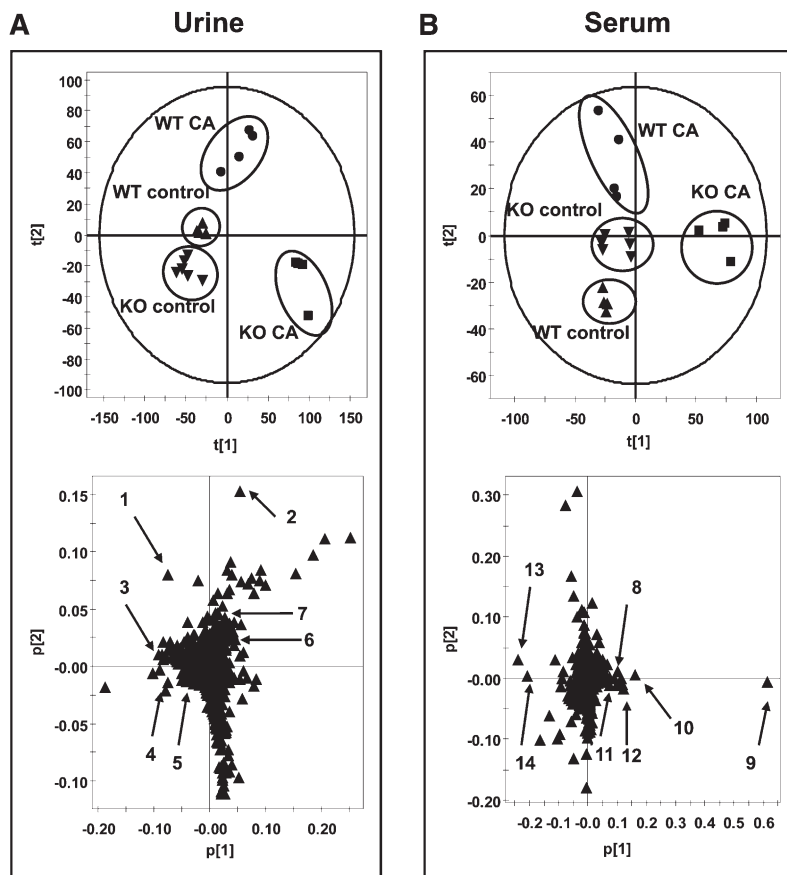 A Urine
100
80
60
40
20
0
-20
-40
-60
-80
-100
t[2]
WT CA
WT control
KO control
KO CA
-150 -100 -50 0 50 100 150
t[1]
0.15
0.10
0.05
-0.00
-0.05
-0.10
p[2]
1
2
3
7
6
4
5
-0.20 -0.10 -0.00 0.10 0.20
p[1]
B Serum
60
40
20
0
-20
-40
-60
t[2]
WT CA
KO CA
KO control
WT control
-100 -50 0 50 100
t[1]
0.30
0.20
0.10
-0.00
-0.10
-0.20
p[2]
13
8
14
11
12
10
9
-0.2 -0.1 -0.0 0.1 0.2 0.3 0.4 0.5 0.6
p[1]